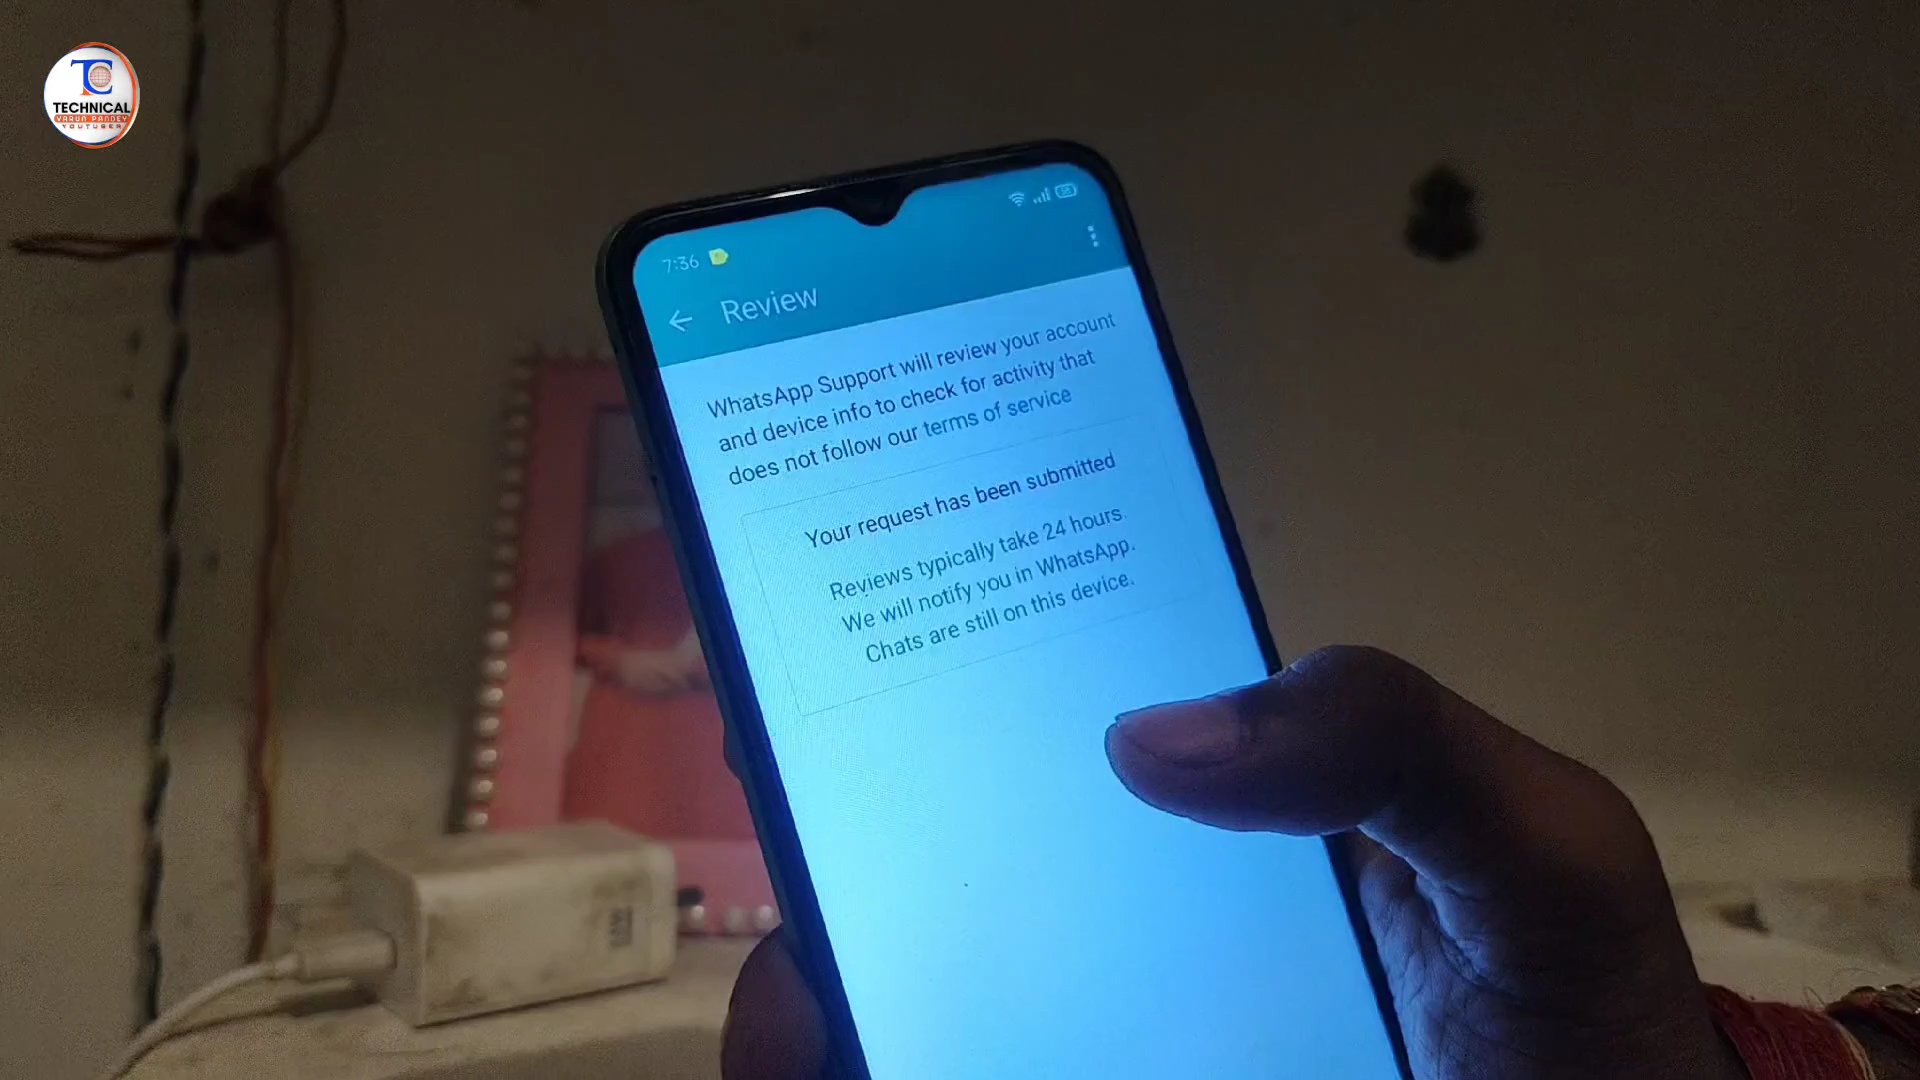 TC
TECHNICAL
VARUN PANDEY
YOUTUBER
7:36
Review
WhatsApp Support will review your account
and device info to check for activity that
does not follow our terms of service
Your request has been submitted
Reviews typically take 24 hours.
We will notify you in WhatsApp.
Chats are still on this device.